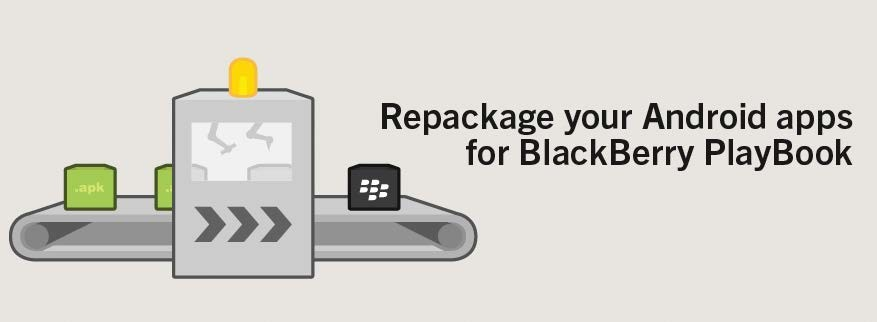 Repackage your Android apps
for BlackBerry PlayBook
.apk
.a